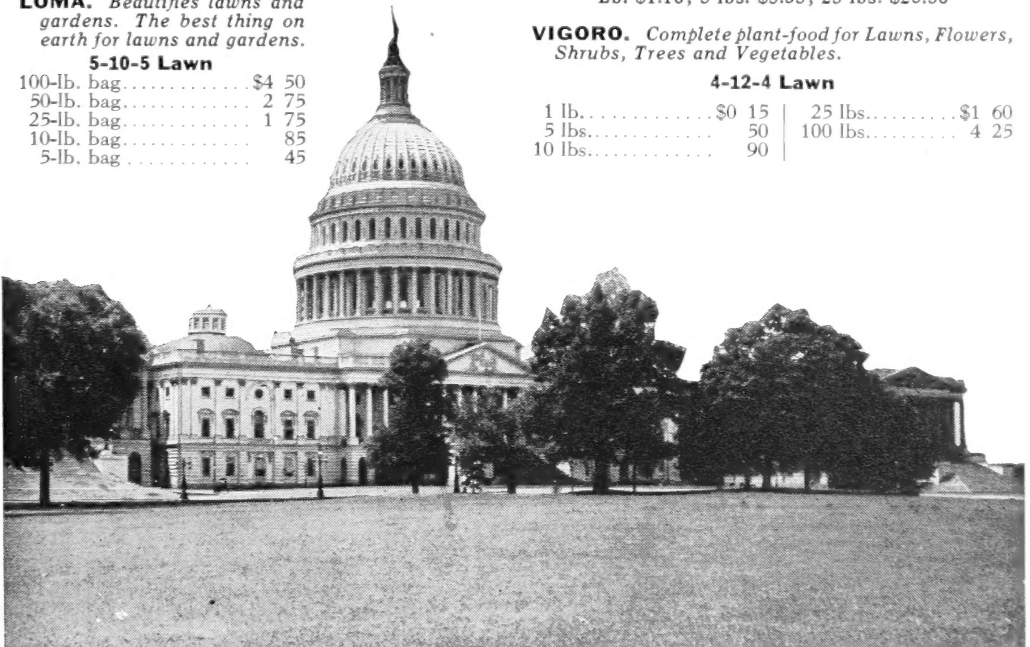 LOMA. Beautifies lawns and
gardens. The best thing on
earth for lawns and gardens.
5-10-5 Lawn
100-lb. bag............. $4 50
50-lb. bag............. 2 75
25-lb. bag............. 1 75
10-lb. bag............. 85
5-lb. bag............. 45
VIGORO. Complete plant-food for Lawns, Flowers,
Shrubs, Trees and Vegetables.
4-12-4 Lawn
1 lb.............$0 15
5 lbs............. 50
10 lbs............. 90
25 lbs..........$1 60
100 lbs.......... 4 25